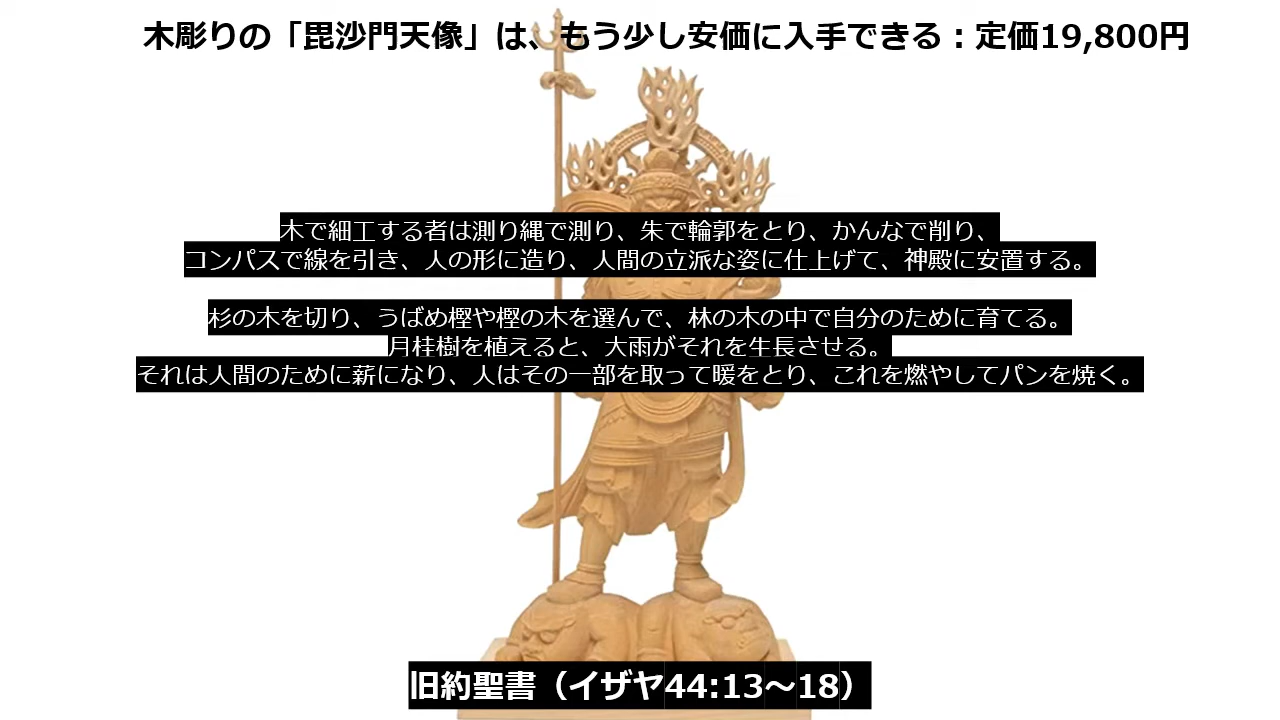 木彫りの「毘沙門天像」は、もう少し安価に入手できる：定価19,800円
木で細工する者は測り縄で測り、朱で輪郭をとり、かんなで削り、
コンパスで線を引き、人の形に造り、人間の立派な姿に仕上げて、神殿に安置する。
杉の木を切り、うばめ樫や樫の木を選んで、林の木の中で自分のために育てる。
月桂樹を植えると、大雨がそれを生長させる。
それは人間のために薪になり、人はその一部を取って暖をとり、これを燃やしてパンを焼く。
旧約聖書（イザヤ44:13～18）